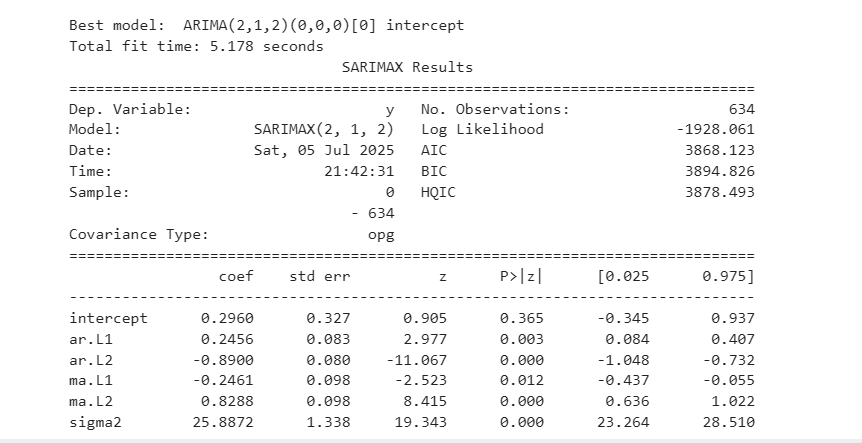 Best model:  ARIMA(2,1,2)(0,0,0)[0] intercept
Total fit time: 5.178 seconds
                               SARIMAX Results
==============================================================================
Dep. Variable:                      y   No. Observations:                  634
Model:               SARIMAX(2, 1, 2)   Log Likelihood               -1928.061
Date:                Sat, 05 Jul 2025   AIC                           3868.123
Time:                        21:42:31   BIC                           3894.826
Sample:                             0   HQIC                          3878.493
                                - 634
Covariance Type:                  opg
==============================================================================
                 coef    std err          z      P>|z|      [0.025      0.975]
------------------------------------------------------------------------------
intercept      0.2960      0.327      0.905      0.365      -0.345       0.937
ar.L1          0.2456      0.083      2.977      0.003       0.084       0.407
ar.L2         -0.8900      0.080    -11.067      0.000      -1.048      -0.732
ma.L1         -0.2461      0.098     -2.523      0.012      -0.437      -0.055
ma.L2          0.8288      0.098      8.415      0.000       0.636       1.022
sigma2        25.8872      1.338     19.343      0.000      23.264      28.510